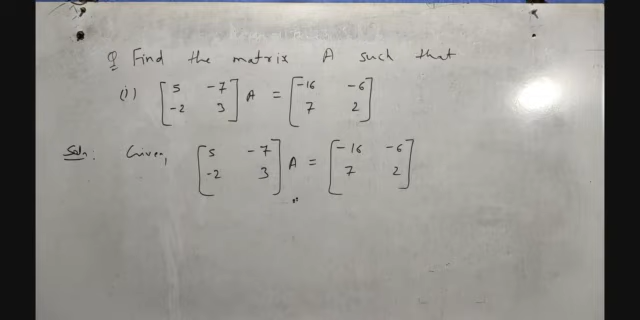 Q Find the matrix A such that
(i) [5 -7 -2 3] A = [-16 -6 7 2]
Soln: Given, [5 -7 -2 3] A = [-16 -6 7 2]